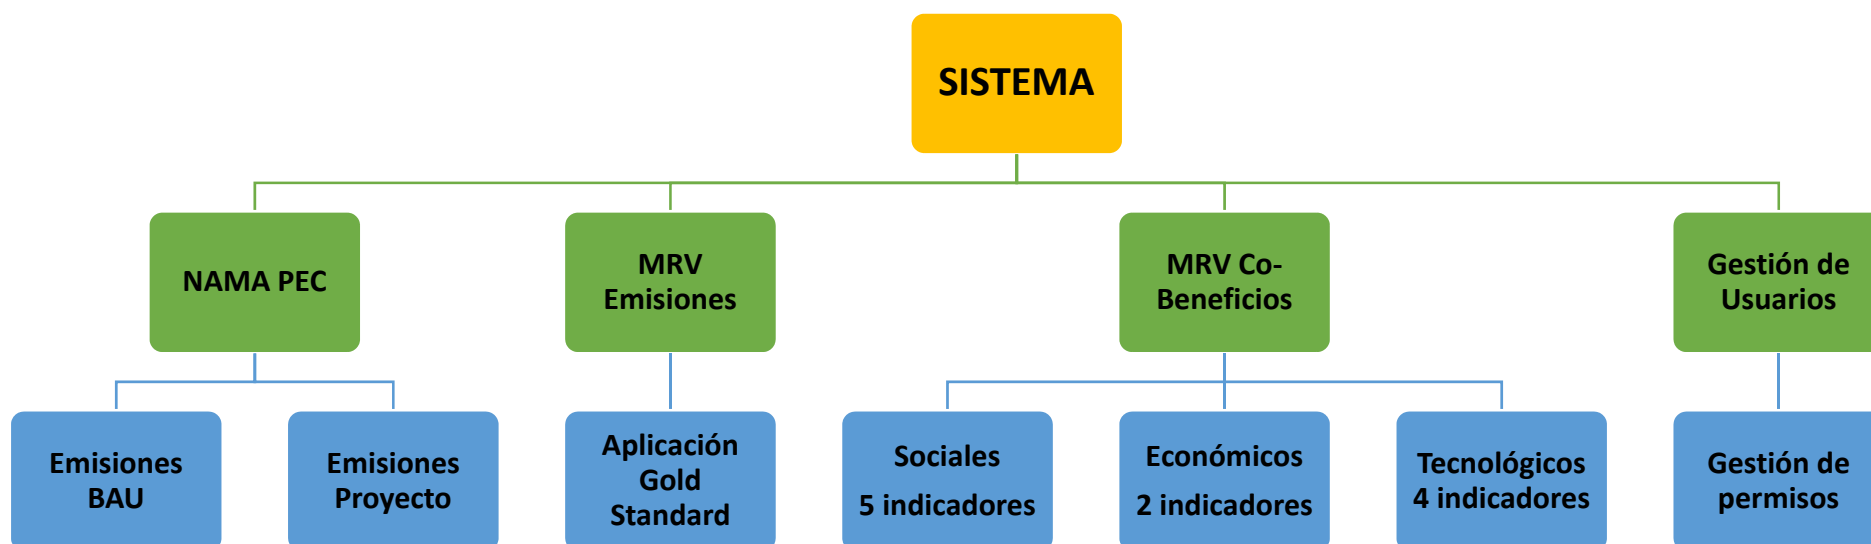 SISTEMA
NAMA PEC
MRV
Emisiones
MRV Co-
Beneficios
Gestión de
Usuarios
Emisiones
BAU
Emisiones
Proyecto
Aplicación
Gold
Standard
Sociales
5 indicadores
Económicos
2 indicadores
Tecnológicos
4 indicadores
Gestión de
permisos